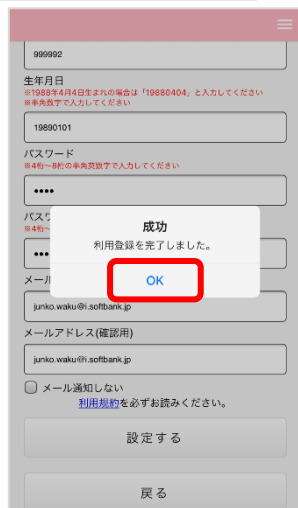 999992
生年月日
※1988年4月4日生まれの場合は「19880404」と入力してください
※半角数字で入力してください
19890101
パスワード
※4桁〜8桁の半角英数字で入力してください
••••
パスワ
※4桁〜
成功
利用登録を完了しました。
•••
OK
メール
junko.waku@i.softbank.jp
メールアドレス(確認用)
junko.waku@i.softbank.jp
メール通知しない
利用規約を必ずお読みください。
設定する
戻る